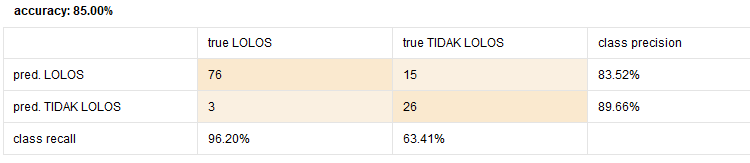 accuracy: 85.00%
true LOLOS true TIDAK LOLOS class precision
pred. LOLOS 76 15 83.52%
pred. TIDAK LOLOS 3 26 89.66%
class recall 96.20% 63.41%